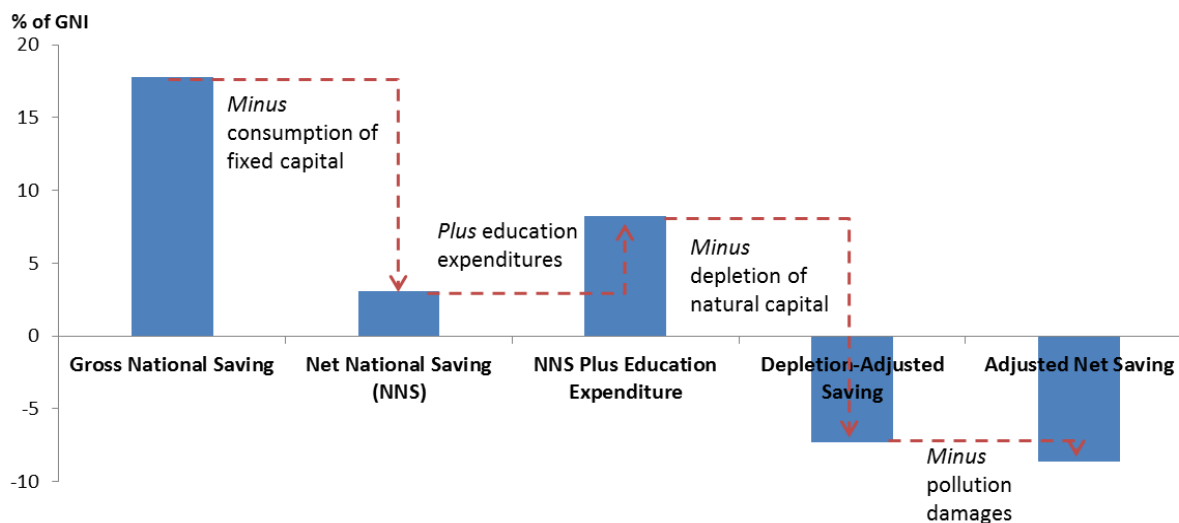 % of GNI
20
15
10
5
0
-5
-10
Minus
consumption of
fixed capital
Plus education
expenditures
Minus
depletion of
natural capital
Gross National Saving
Net National Saving
(NNS)
NNS Plus Education
Expenditure
Depletion-Adjusted
Saving
Adjusted Net Saving
Minus
pollution
damages